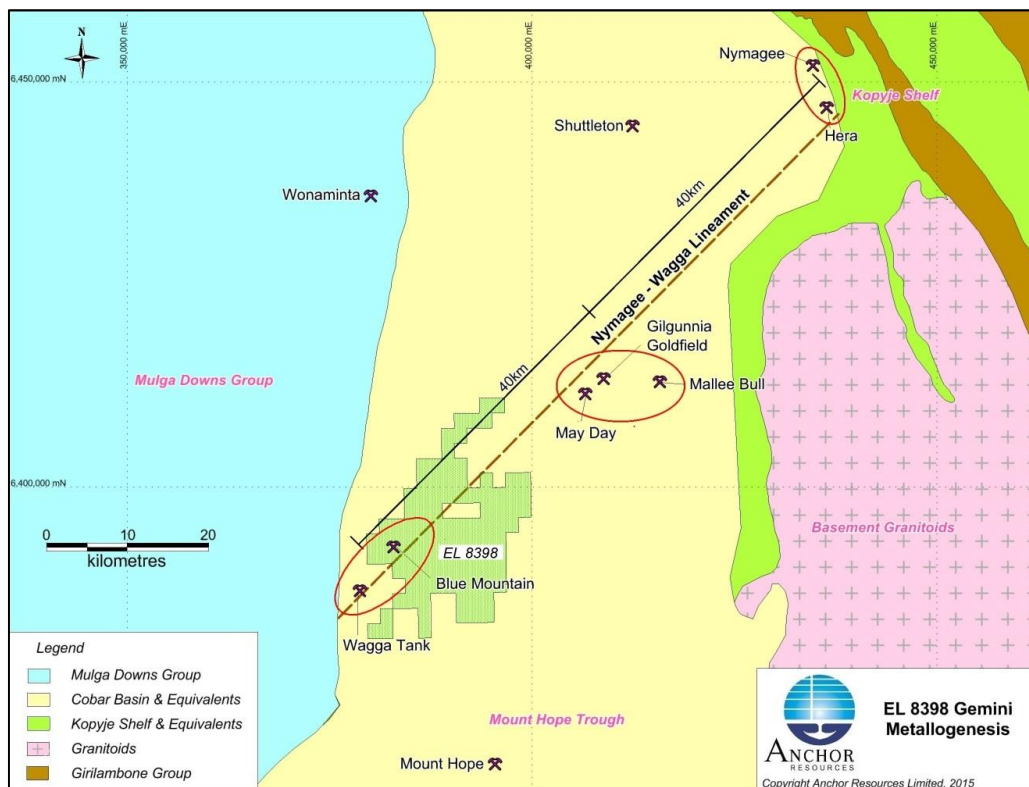 350,000 mE
400,000 mE
450,000 mE
N
6,450,000 mN
Nymagee
Kopyje Shelf
Shuttleton
Hera
Wonaminta
40km
Nymagee - Wagga Lineament
Gilgunnia
Goldfield
Mulga Downs Group
Mallee Bull
40km
May Day
6,400,000 mN
Basement Granitoids
0 10 20
kilometres
EL 8398
Blue Mountain
Wagga Tank
Legend
Mulga Downs Group
Cobar Basin & Equivalents
Kopyje Shelf & Equivalents
Granitoids
Girilambone Group
Mount Hope Trough
Mount Hope
ANCHOR
RESOURCES
EL 8398 Gemini
Metallogenesis
Copyright Anchor Resources Limited, 2015